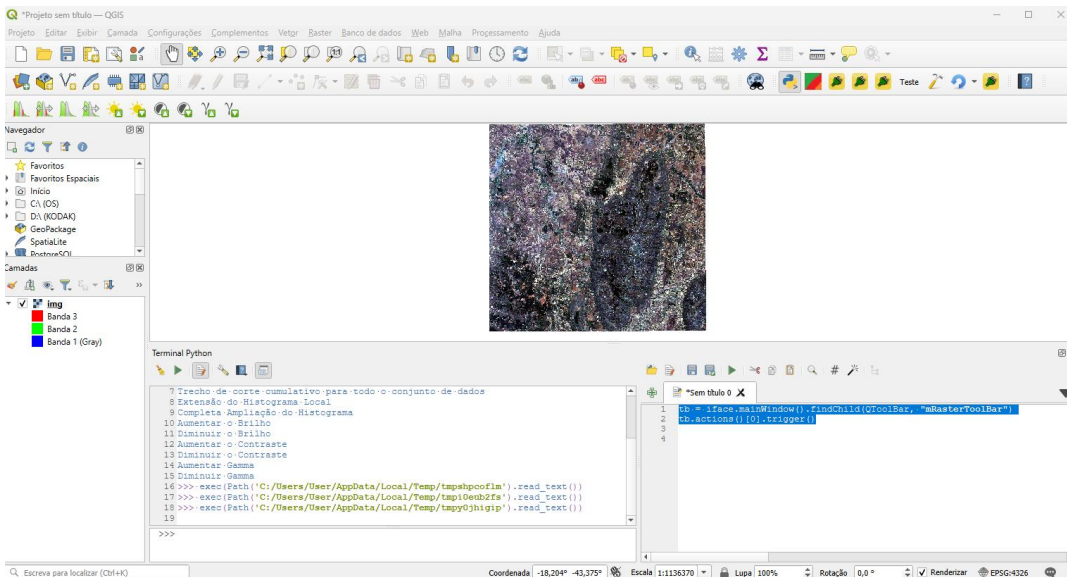 *Projeto sem título — QGIS
Projeto Editar Exibir Camada Configurações Complementos Vetor Raster Banco de dados Web Malha Processamento Ajuda
Teste
Navegador
Favoritos
Favoritos Espaciais
Início
C:\ (OS)
D:\ (KODAK)
GeoPackage
SpatiaLite
PostgreSQL
Camadas
img
Banda 3
Banda 2
Banda 1 (Gray)
Terminal Python
7 Trecho de corte cumulativo para todo o conjunto de dados
8 Extensão do Histograma Local
9 Completa Ampliação do Histograma
10 Aumentar o Brilho
11 Diminuir o Brilho
12 Aumentar o Contraste
13 Diminuir o Contraste
14 Aumentar Gamma
15 Diminuir Gamma
16 >>> exec(Path('C:/Users/User/AppData/Local/Temp/tmpshpcoflm').read_text())
17 >>> exec(Path('C:/Users/User/AppData/Local/Temp/tmpi0eub2fs').read_text())
18 >>> exec(Path('C:/Users/User/AppData/Local/Temp/tmpy0jhigip').read_text())
19
>>>
*Sem título 0
1 tb = iface.mainWindow().findChild(QToolBar, "mRasterToolBar")
2 tb.actions()[0].trigger()
3
4
Escreva para localizar (Ctrl+K) Coordenada -18,204° -43,375° Escala 1:1136370 Lupa 100% Rotação 0,0 ° Renderizar EPSG:4326